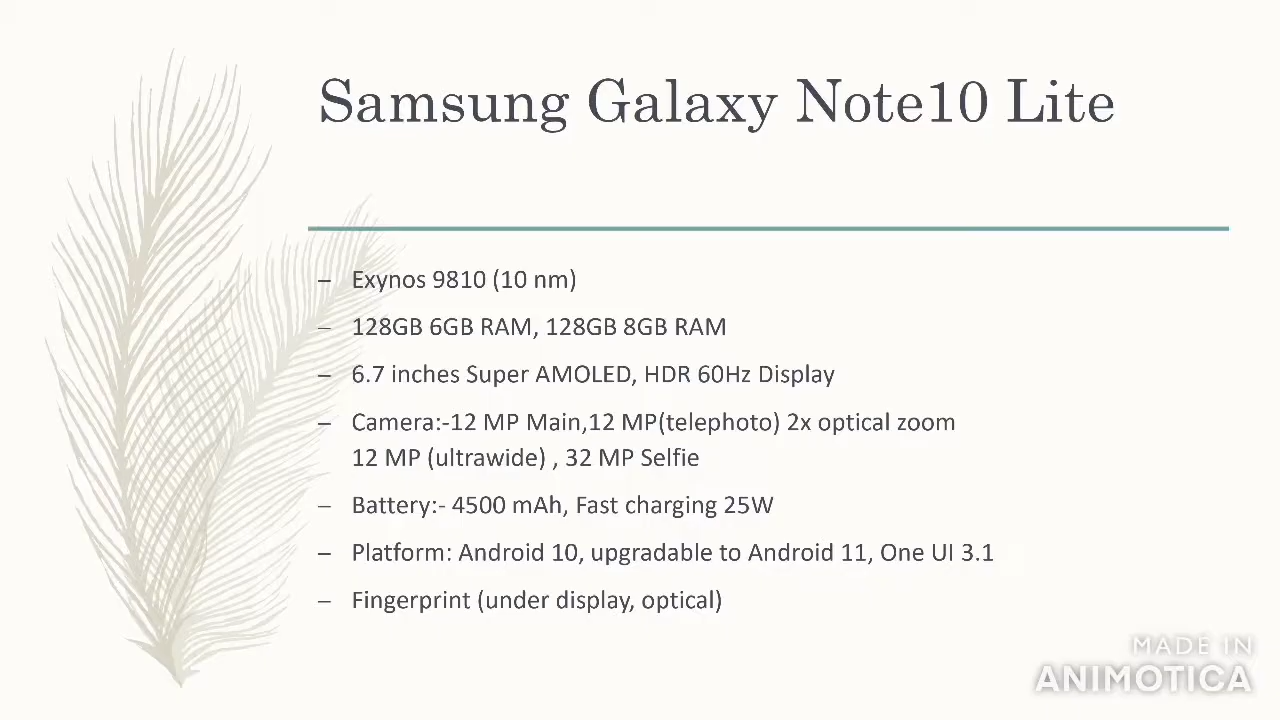 Samsung Galaxy Note10 Lite
– Exynos 9810 (10 nm)
– 128GB 6GB RAM, 128GB 8GB RAM
– 6.7 inches Super AMOLED, HDR 60Hz Display
– Camera:-12 MP Main,12 MP(telephoto) 2x optical zoom
12 MP (ultrawide) , 32 MP Selfie
– Battery:- 4500 mAh, Fast charging 25W
– Platform: Android 10, upgradable to Android 11, One UI 3.1
– Fingerprint (under display, optical)
MADE IN
ANIMOTICA